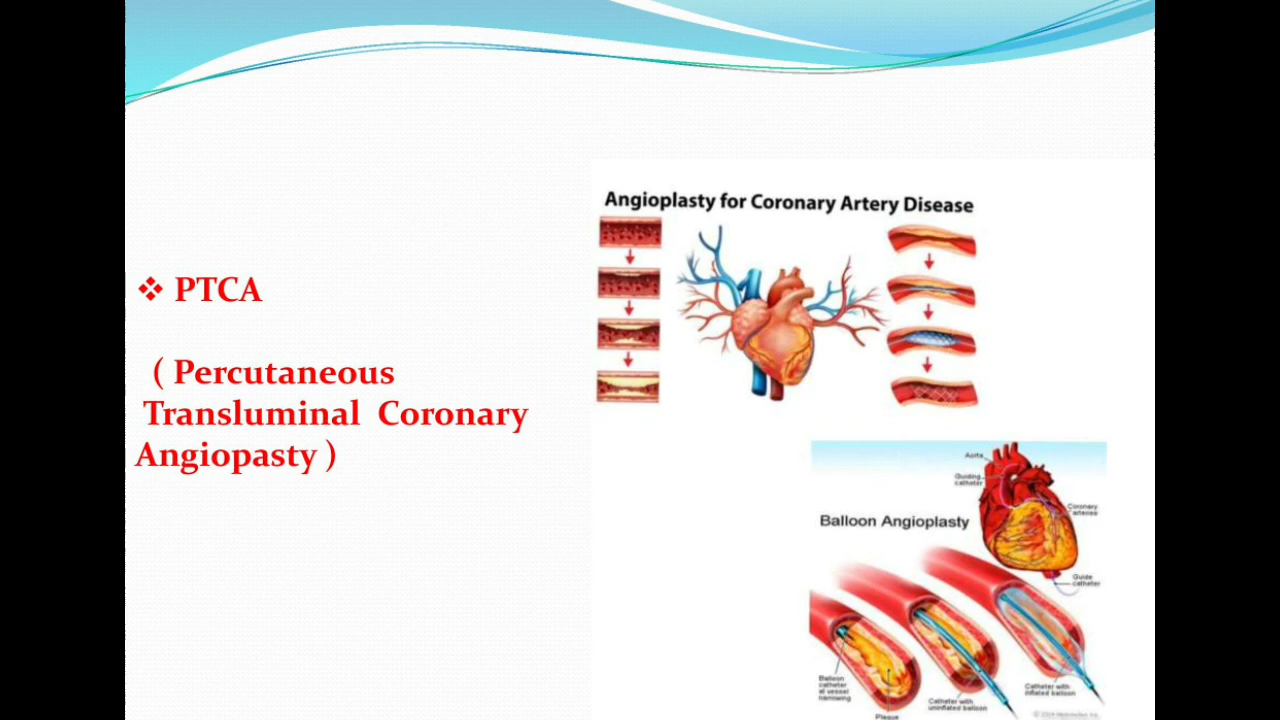 ❖ PTCA
( Percutaneous
Transluminal Coronary
Angiopasty )
Angioplasty for Coronary Artery Disease
Balloon Angioplasty
Aorta
Guiding
catheter
Coronary
arteries
Guide
catheter
Balloon
catheter
at vessel
narrowing
Plaque
Catheter with
uninflated balloon
Catheter with
inflated balloon